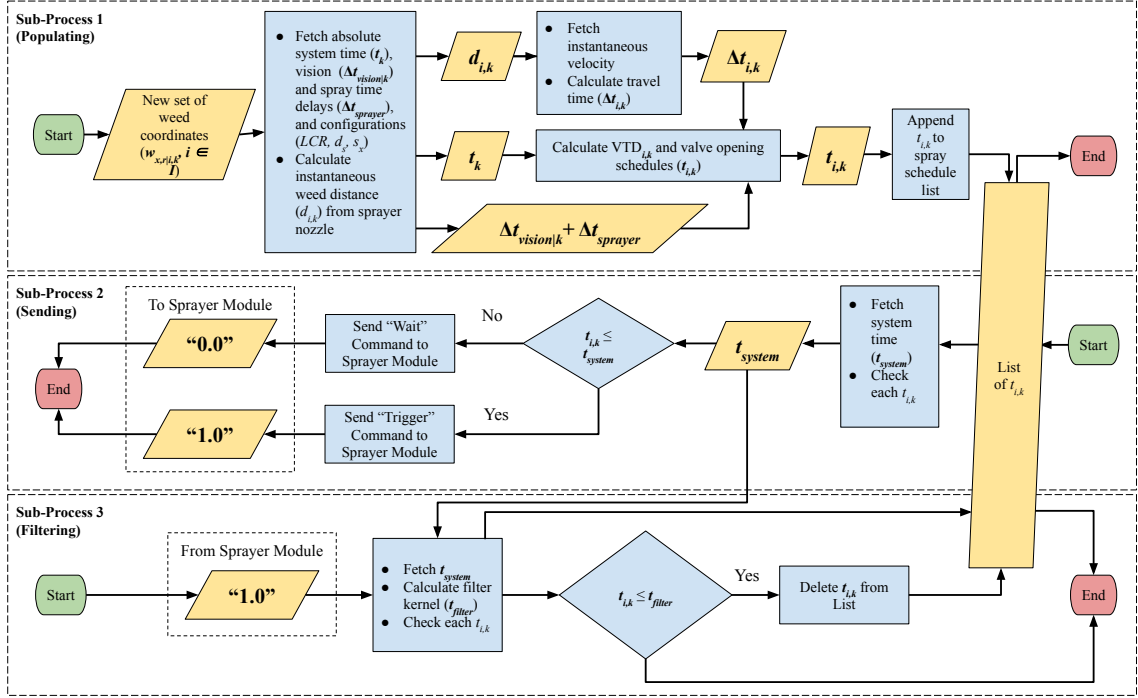 Sub-Process 1
(Populating)
Start
New set of
weed
coordinates
(w_{x,r|i,k}, i ∈
I)
● Fetch absolute
system time (t_k),
vision (Δt_{vision|k})
and spray time
delays (Δt_{sprayer}),
and configurations
(LCR, d_s, s_x)
● Calculate
instantaneous
weed distance
(d_{i,k}) from sprayer
nozzle
d_{i,k}
● Fetch
instantaneous
velocity
● Calculate travel
time (Δt_{i,k})
Δt_{i,k}
t_k
Calculate VTD_{i,k} and valve opening
schedules (t_{i,k})
Δt_{vision|k} + Δt_{sprayer}
t_{i,k}
Append
t_{i,k} to
spray
schedule
list
End
Sub-Process 2
(Sending)
To Sprayer Module
“0.0”
“1.0”
End
Send “Wait”
Command to
Sprayer Module
No
Send “Trigger”
Command to
Sprayer Module
Yes
t_{i,k} ≤
t_{system}
t_{system}
● Fetch
system
time
(t_{system})
● Check
each t_{i,k}
List
of t_{i,k}
Start
Sub-Process 3
(Filtering)
Start
From Sprayer Module
“1.0”
● Fetch t_{system}
● Calculate filter
kernel (t_{filter})
● Check each t_{i,k}
t_{i,k} ≤ t_{filter}
Yes
Delete t_{i,k} from
List
End